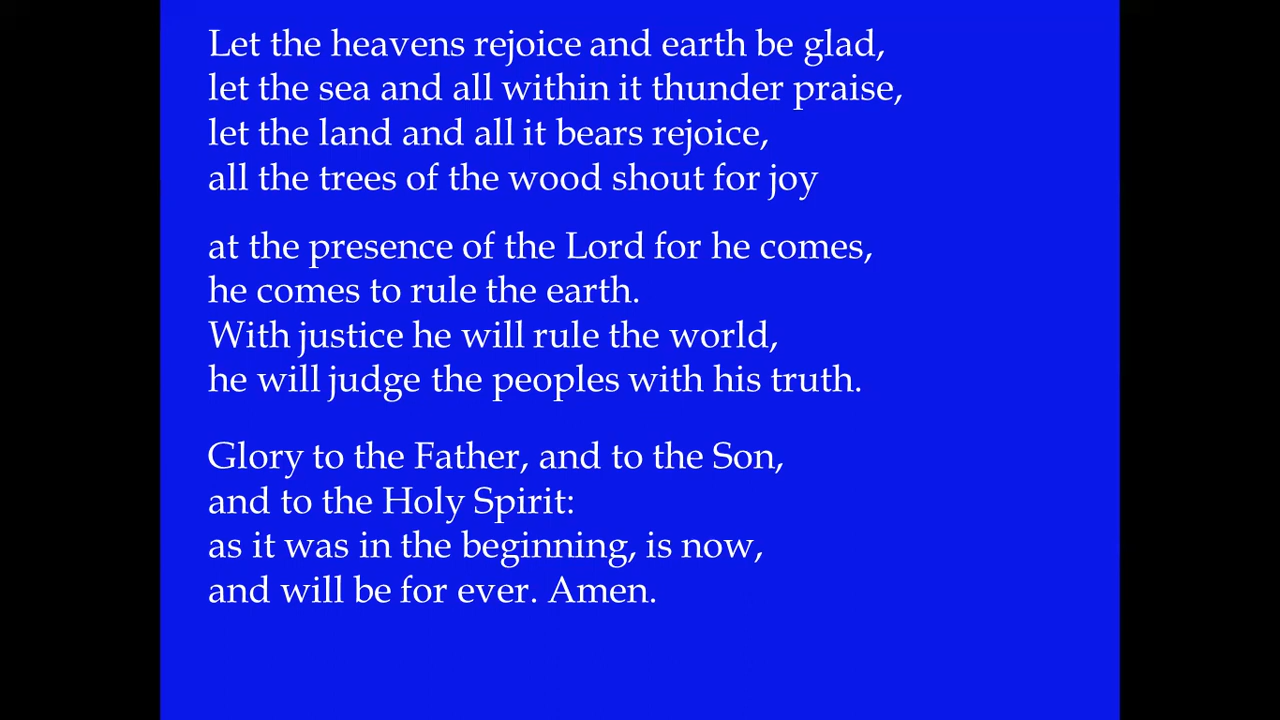 Let the heavens rejoice and earth be glad,
let the sea and all within it thunder praise,
let the land and all it bears rejoice,
all the trees of the wood shout for joy
at the presence of the Lord for he comes,
he comes to rule the earth.
With justice he will rule the world,
he will judge the peoples with his truth.
Glory to the Father, and to the Son,
and to the Holy Spirit:
as it was in the beginning, is now,
and will be for ever. Amen.